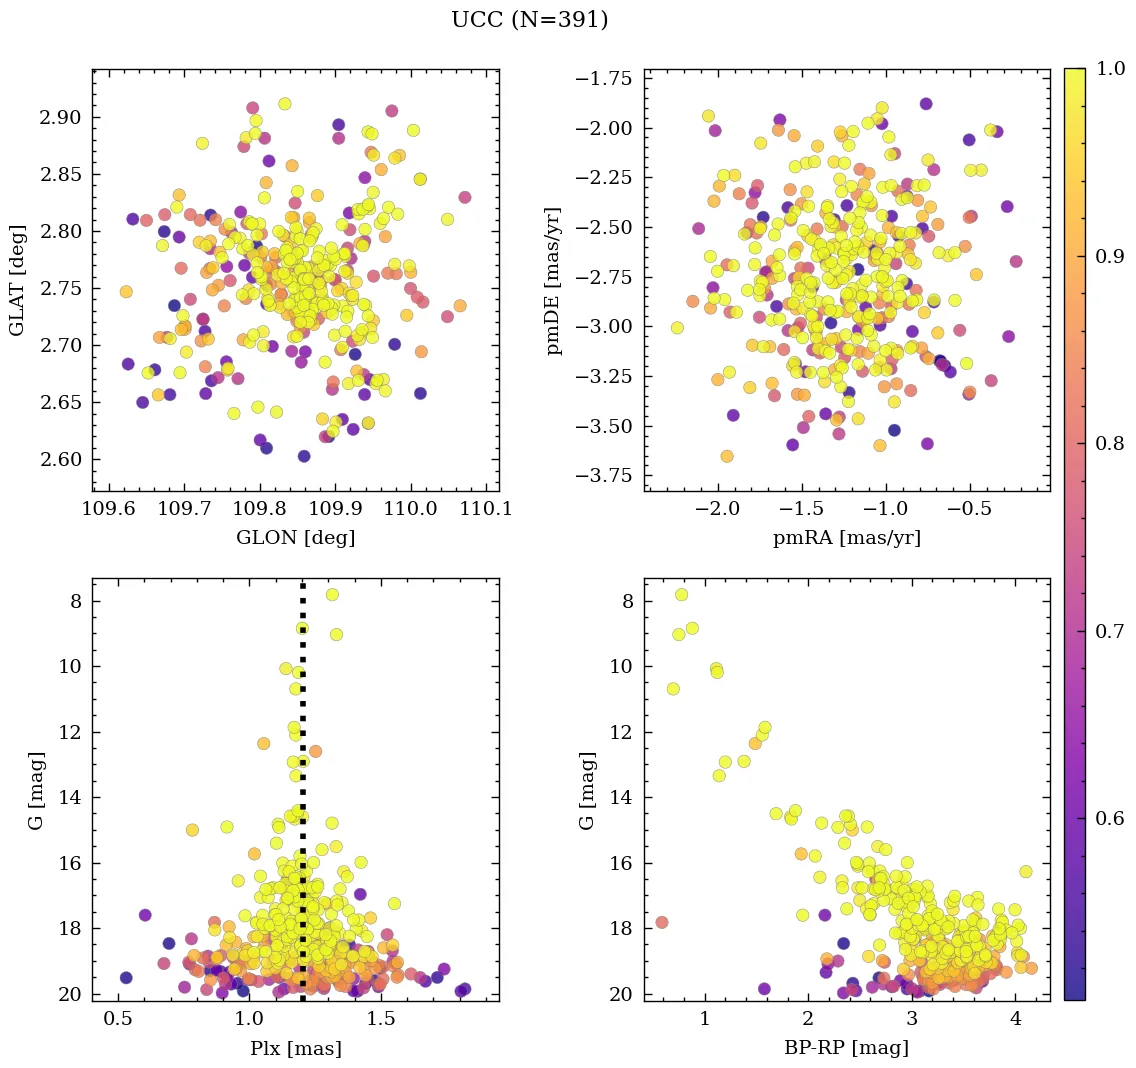 UCC (N=391)
2.90
2.85
2.80
2.75
2.70
2.65
2.60
GLAT [deg]
109.6 109.7 109.8 109.9 110.0 110.1
GLON [deg]
−1.75
−2.00
−2.25
−2.50
−2.75
−3.00
−3.25
−3.50
−3.75
pmDE [mas/yr]
−2.0 −1.5 −1.0 −0.5
pmRA [mas/yr]
8
10
12
14
16
18
20
G [mag]
0.5 1.0 1.5
Plx [mas]
8
10
12
14
16
18
20
G [mag]
1 2 3 4
BP-RP [mag]
1.0
0.9
0.8
0.7
0.6